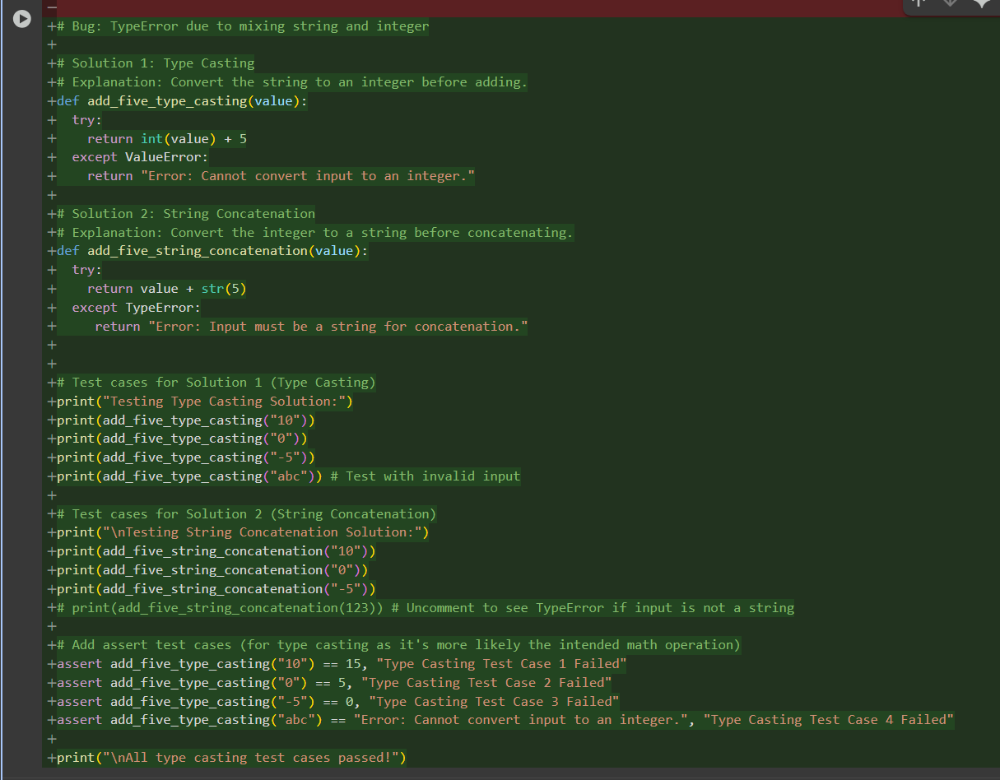 -
+# Bug: TypeError due to mixing string and integer
+
+# Solution 1: Type Casting
+# Explanation: Convert the string to an integer before adding.
+def add_five_type_casting(value):
+  try:
+    return int(value) + 5
+  except ValueError:
+    return "Error: Cannot convert input to an integer."
+
+# Solution 2: String Concatenation
+# Explanation: Convert the integer to a string before concatenating.
+def add_five_string_concatenation(value):
+  try:
+    return value + str(5)
+  except TypeError:
+     return "Error: Input must be a string for concatenation."
+
+
+# Test cases for Solution 1 (Type Casting)
+print("Testing Type Casting Solution:")
+print(add_five_type_casting("10"))
+print(add_five_type_casting("0"))
+print(add_five_type_casting("-5"))
+print(add_five_type_casting("abc")) # Test with invalid input
+
+# Test cases for Solution 2 (String Concatenation)
+print("\nTesting String Concatenation Solution:")
+print(add_five_string_concatenation("10"))
+print(add_five_string_concatenation("0"))
+print(add_five_string_concatenation("-5"))
+# print(add_five_string_concatenation(123)) # Uncomment to see TypeError if input is not a string
+
+# Add assert test cases (for type casting as it's more likely the intended math operation)
+assert add_five_type_casting("10") == 15, "Type Casting Test Case 1 Failed"
+assert add_five_type_casting("0") == 5, "Type Casting Test Case 2 Failed"
+assert add_five_type_casting("-5") == 0, "Type Casting Test Case 3 Failed"
+assert add_five_type_casting("abc") == "Error: Cannot convert input to an integer.", "Type Casting Test Case 4 Failed"
+
+print("\nAll type casting test cases passed!")